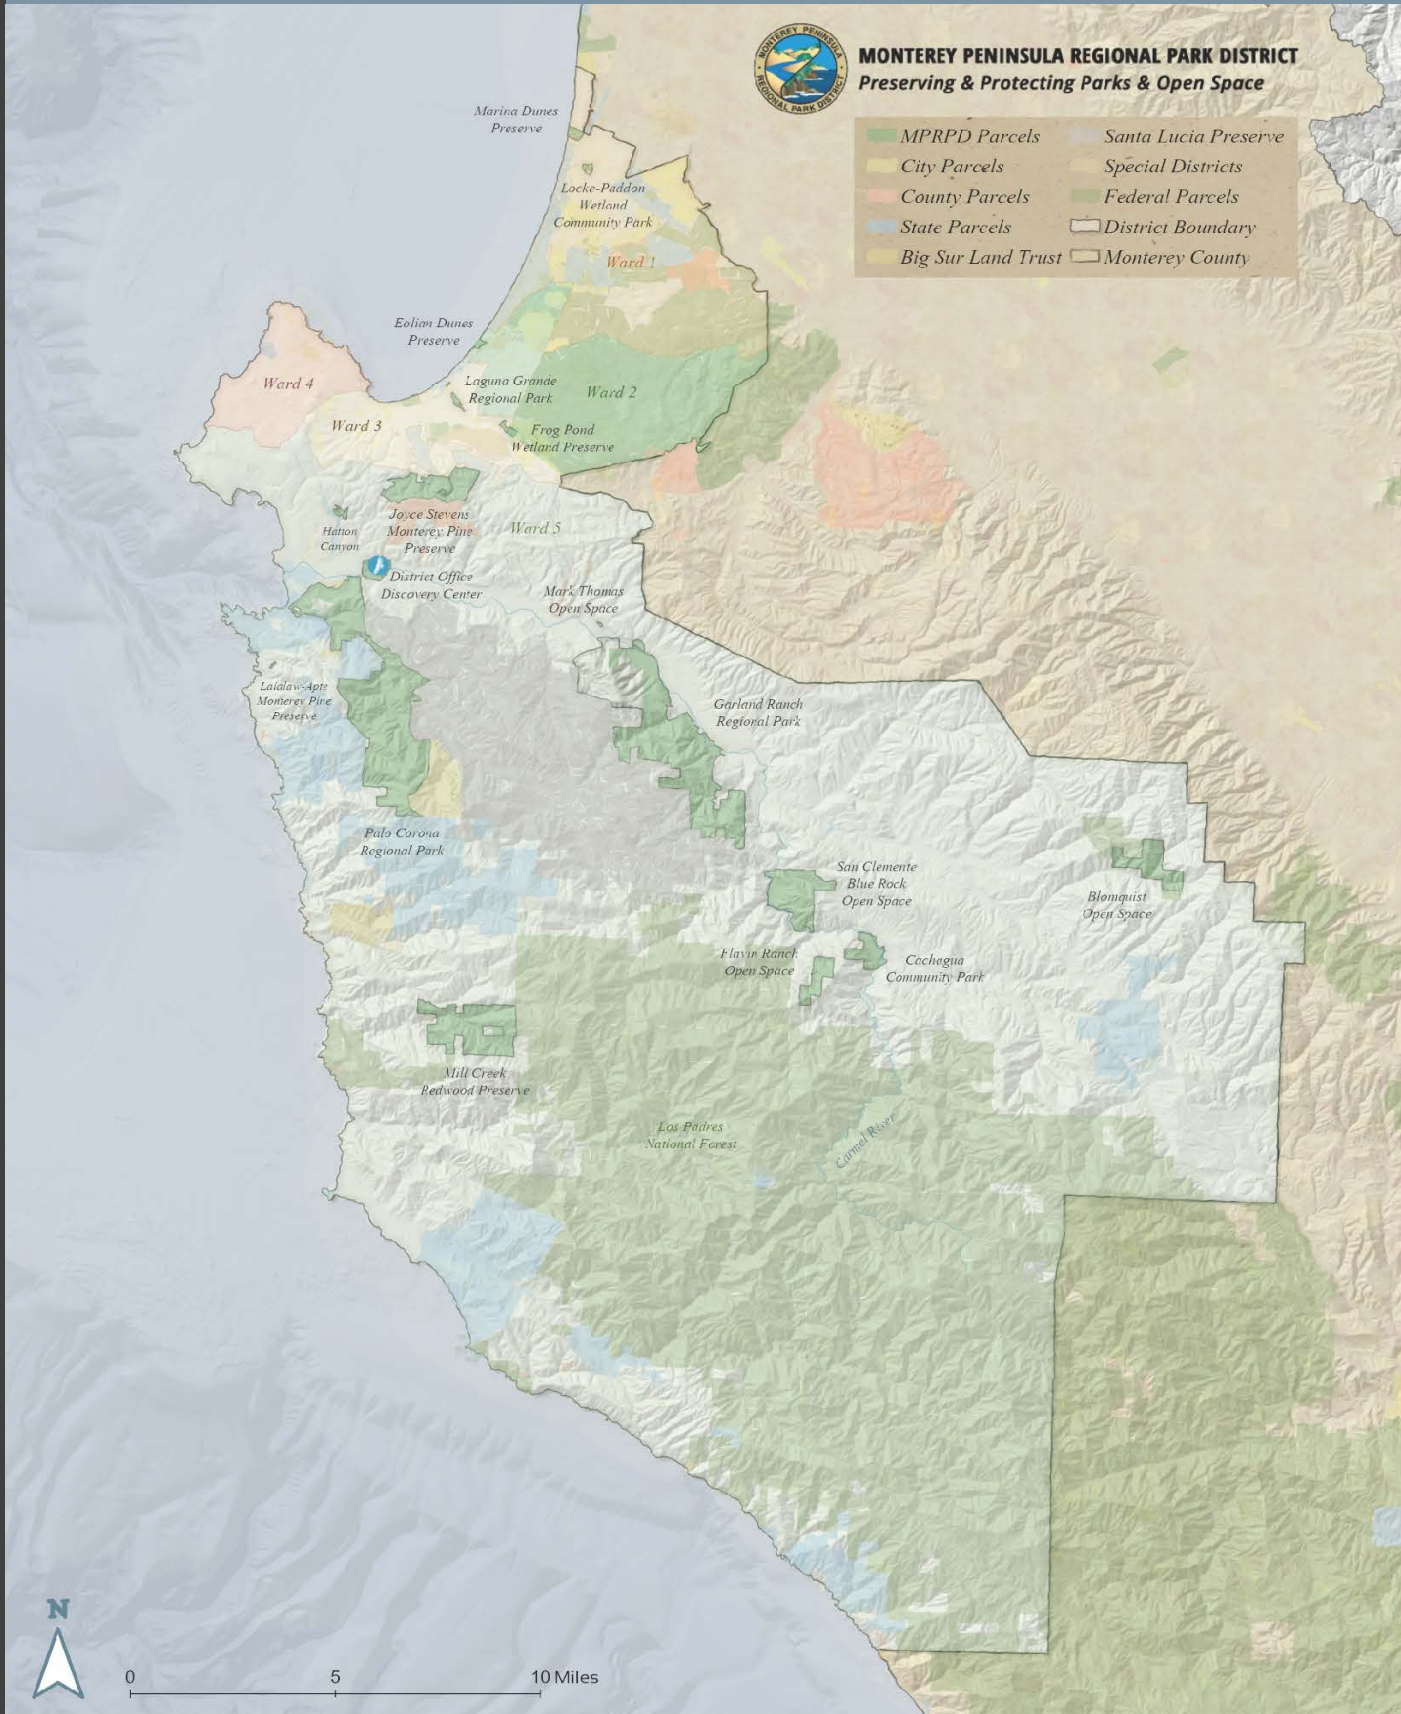 MONTEREY PENINSULA
REGIONAL PARK DISTRICT
MONTEREY PENINSULA REGIONAL PARK DISTRICT
Preserving & Protecting Parks & Open Space
MPRPD Parcels
City Parcels
County Parcels
State Parcels
Big Sur Land Trust
Santa Lucia Preserve
Special Districts
Federal Parcels
District Boundary
Monterey County
Marina Dunes
Preserve
Locke-Paddon
Wetland
Community Park
Ward 1
Eolian Dunes
Preserve
Ward 4
Laguna Grande
Regional Park
Ward 2
Ward 3
Frog Pond
Wetland Preserve
Joyce Stevens
Monterey Pine
Preserve
Ward 5
Hatton
Canyon
District Office
Discovery Center
Mark Thomas
Open Space
Laidlaw-Apte
Monterey Pine
Preserve
Garland Ranch
Regional Park
Palo Corona
Regional Park
San Clemente
Blue Rock
Open Space
Blomquist
Open Space
Flavin Ranch
Open Space
Cachagua
Community Park
Mill Creek
Redwood Preserve
Los Padres
National Forest
Carmel River
N
0 5 10 Miles